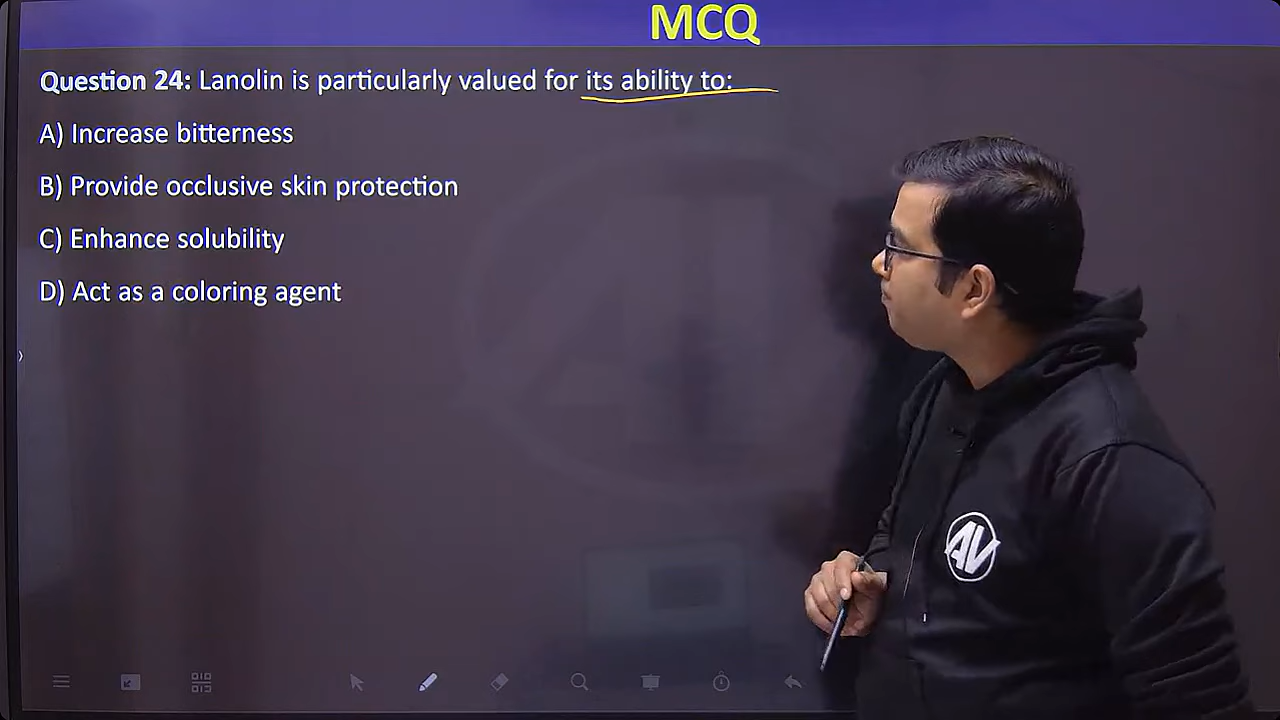 MCQ
Question 24: Lanolin is particularly valued for its ability to:
A) Increase bitterness
B) Provide occlusive skin protection
C) Enhance solubility
D) Act as a coloring agent
AV